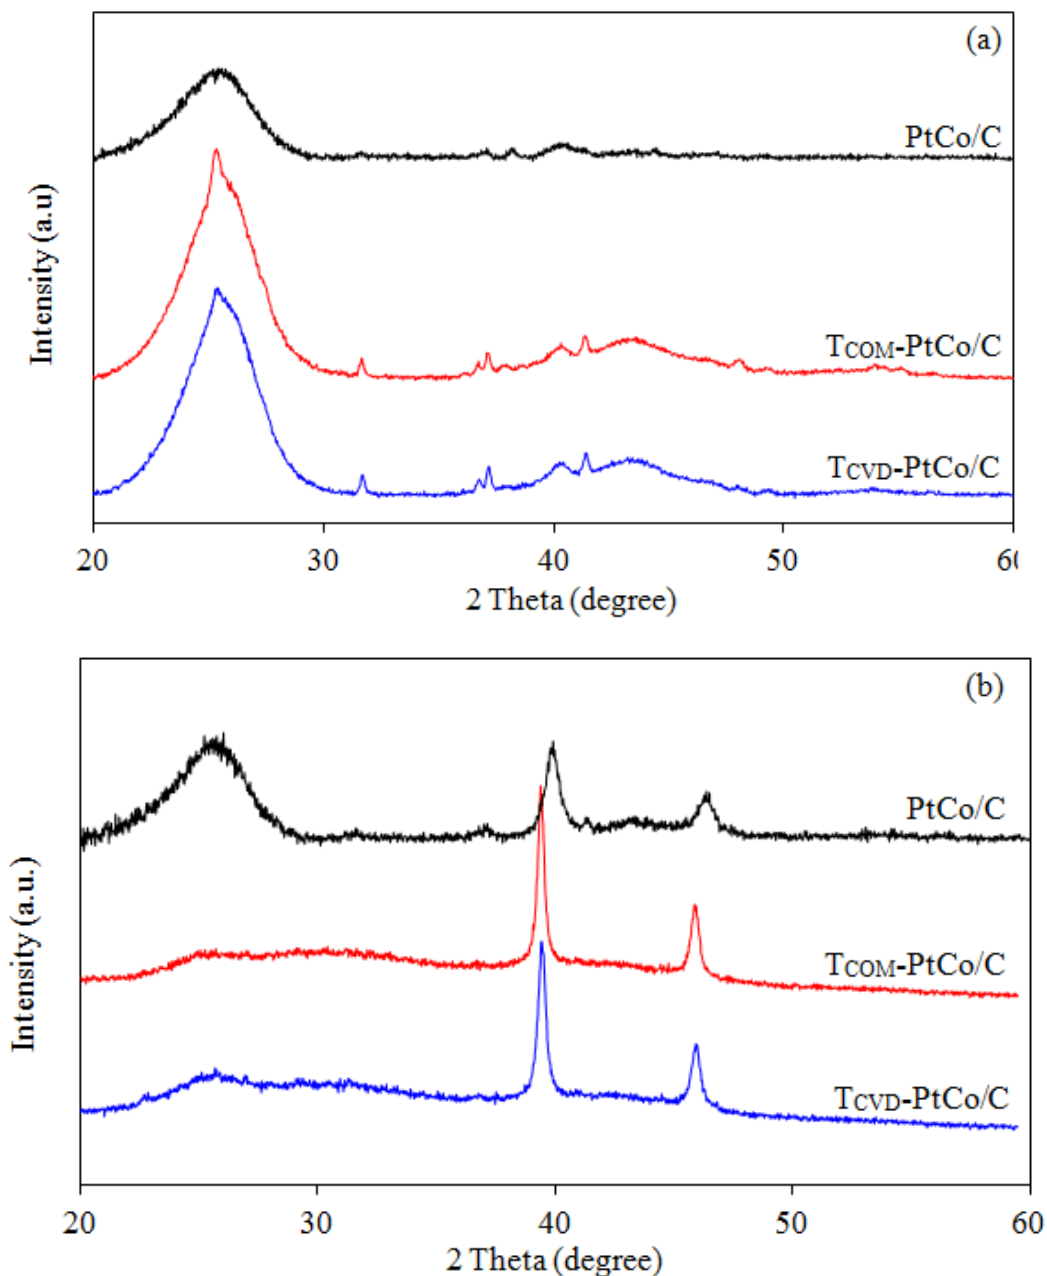 (a)
PtCo/C
Intensity (a.u)
TCOM-PtCo/C
TCVD-PtCo/C
20 30 40 50 60
2 Theta (degree)
(b)
PtCo/C
Intensity (a.u.)
TCOM-PtCo/C
TCVD-PtCo/C
20 30 40 50 60
2 Theta (degree)